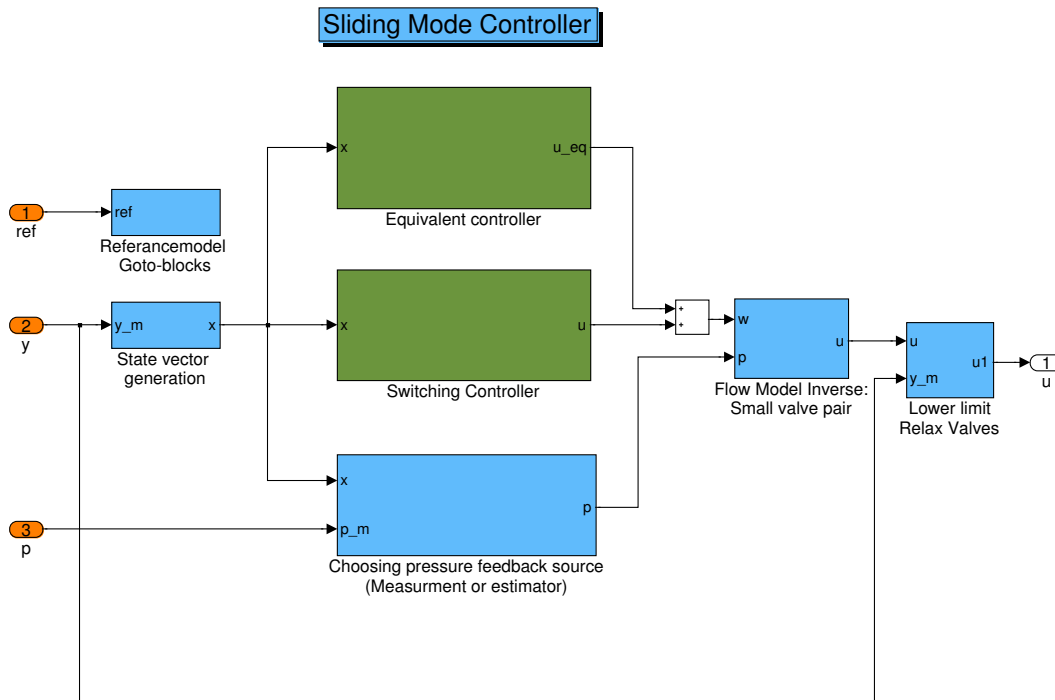 Sliding Mode Controller
x
u_eq
Equivalent controller
1
ref
ref
Referancemodel
Goto-blocks
2
y
y_m
x
State vector
generation
x
u
Switching Controller
+
+
w
p
u
Flow Model Inverse:
Small valve pair
u
y_m
u1
Lower limit
Relax Valves
1
u
3
p
x
p_m
p
Choosing pressure feedback source
(Measurment or estimator)